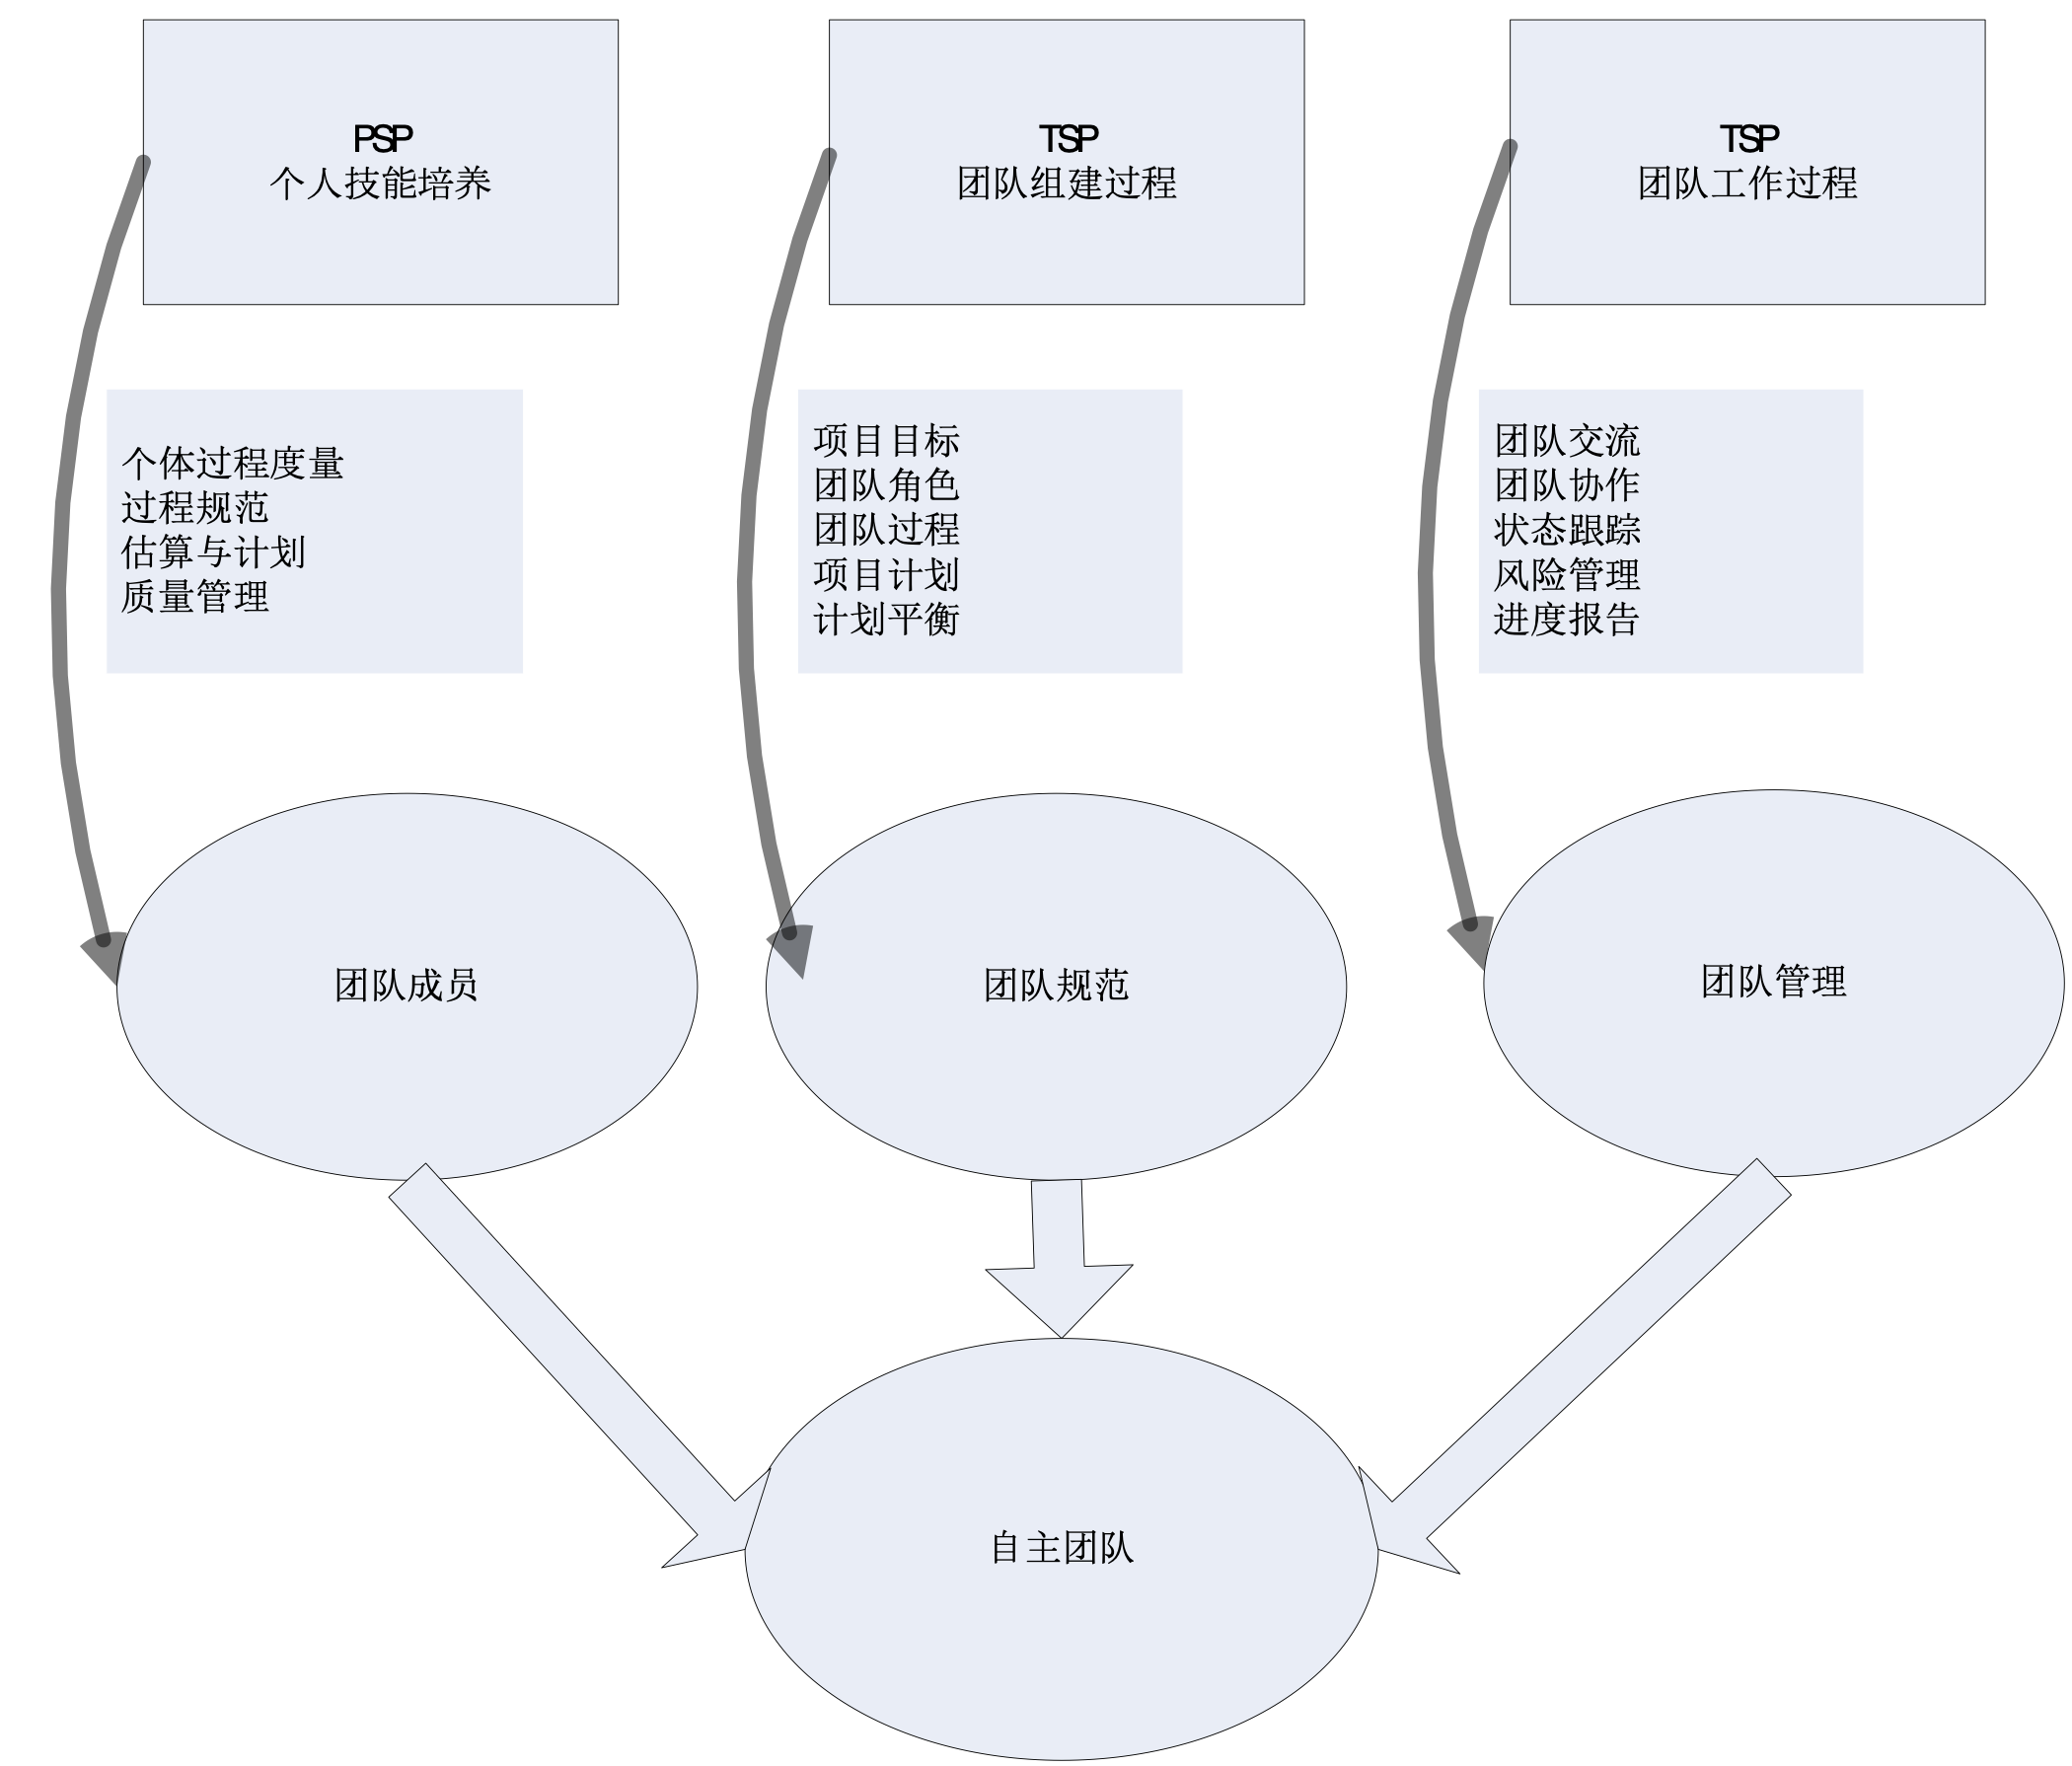 PSP
个人技能培养
TSP
团队组建过程
TSP
团队工作过程
个体过程度量
过程规范
估算与计划
质量管理
项目目标
团队角色
团队过程
项目计划
计划平衡
团队交流
团队协作
状态跟踪
风险管理
进度报告
团队成员
团队规范
团队管理
自主团队